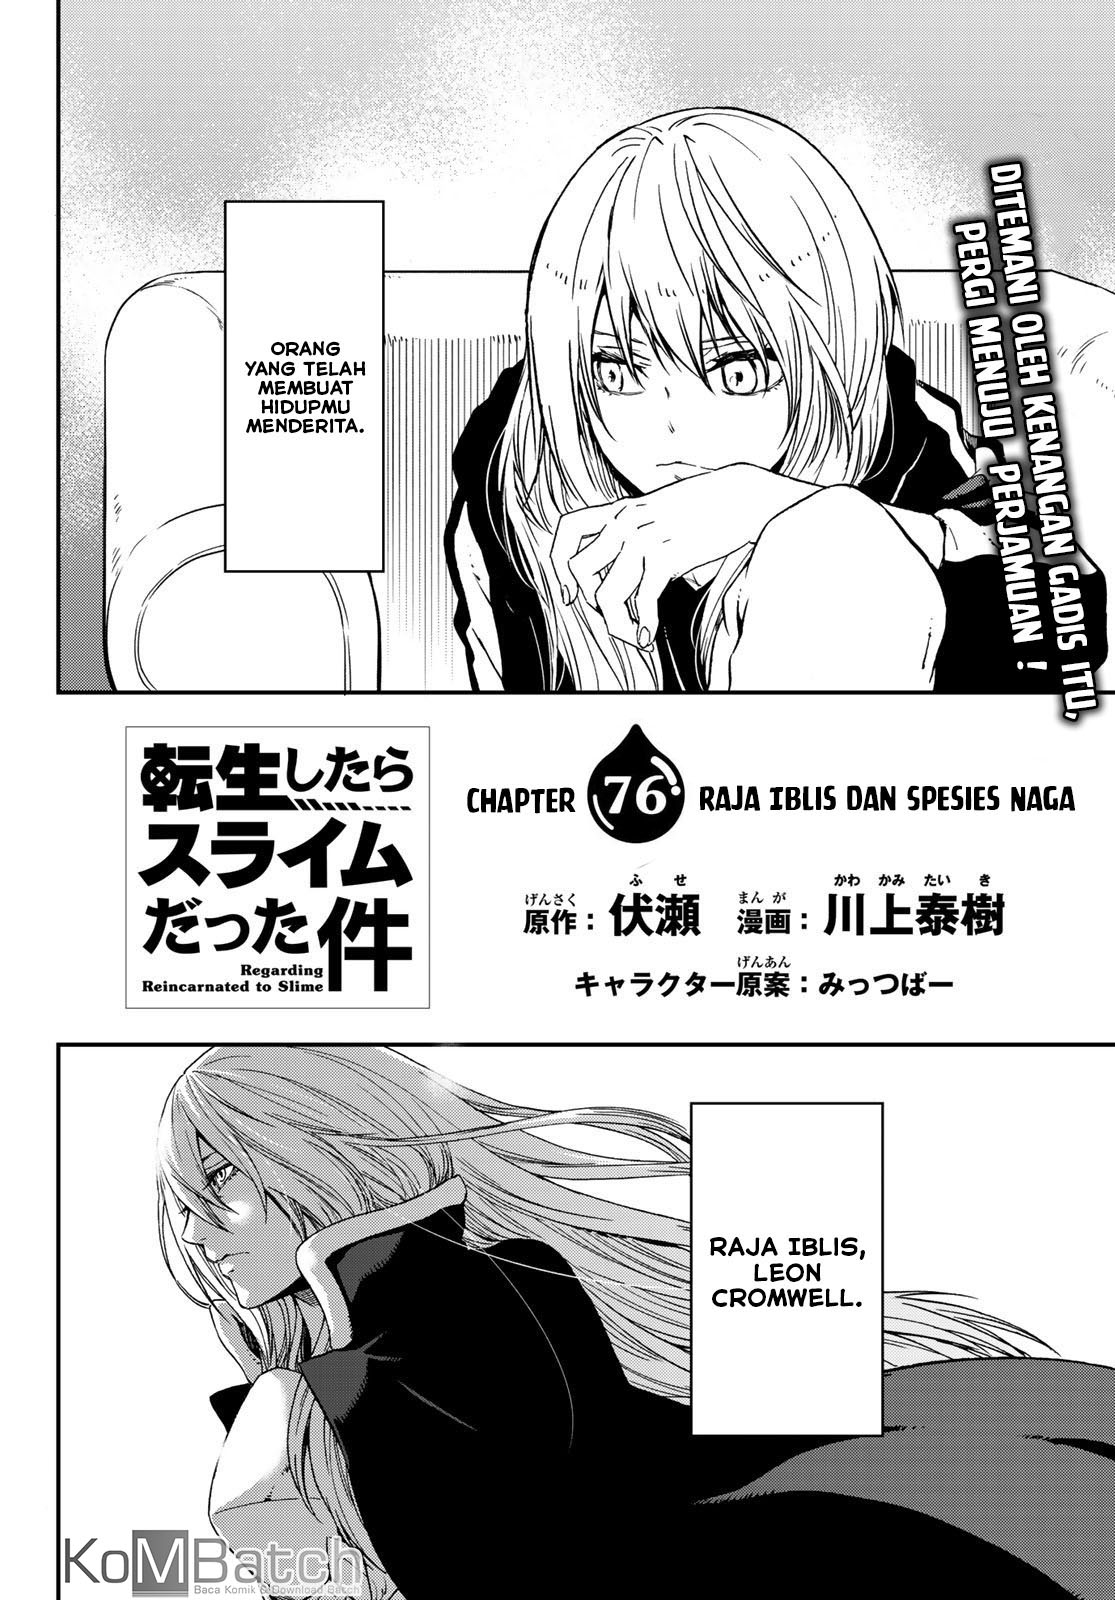 DITEMANI OLEH KENANGAN GADIS ITU,
PERGI MENUJU PERJAMUAN !
ORANG
YANG TELAH
MEMBUAT
HIDUPMU
MENDERITA.
転生したら
スライム
だった件
Regarding
Reincarnated to Slime
CHAPTER 76 RAJA IBLIS DAN SPESIES NAGA
げんさく ふせ まんが かわかみたいき
原作：伏瀬 漫画：川上泰樹
げんあん
キャラクター原案：みっつばー
RAJA IBLIS,
LEON
CROMWELL.
KoMBatch
Baca Komik & Download Batch